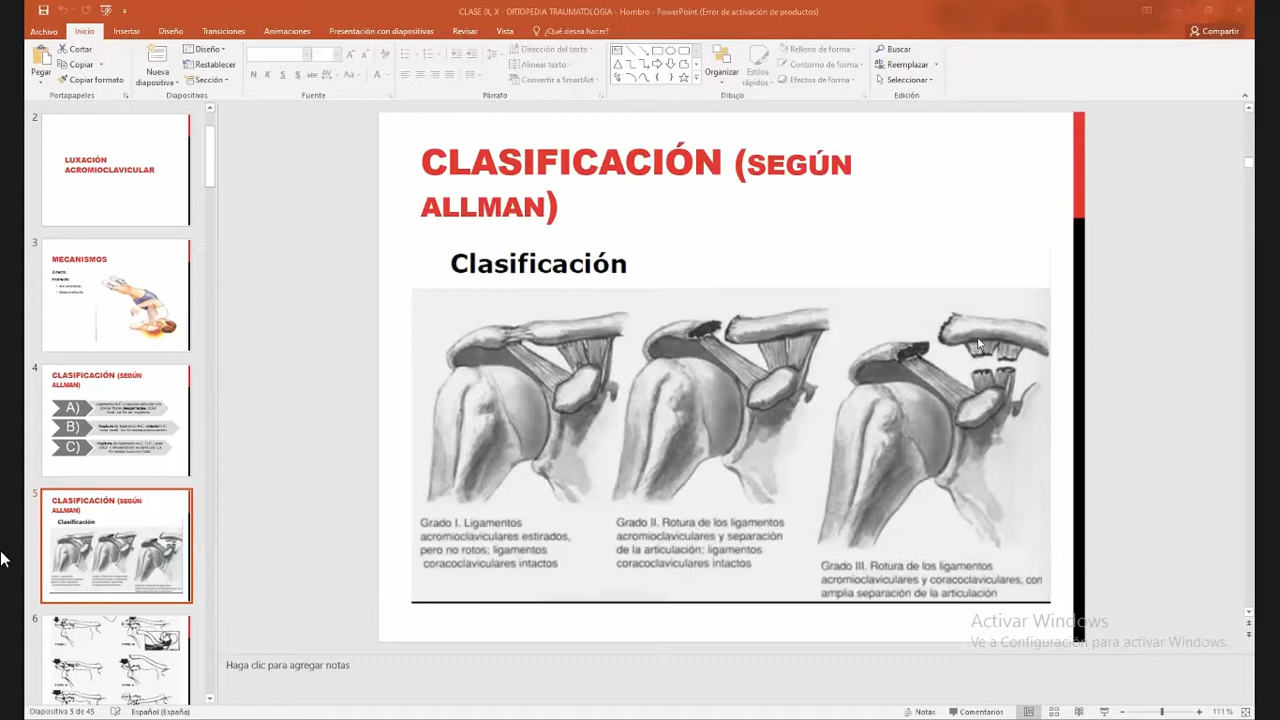 CLASE IX, X - ORTOPEDIA TRAUMATOLOGIA - Hombro - PowerPoint (Error de activación de productos)
Archivo Inicio Insertar Diseño Transiciones Animaciones Presentación con diapositivas Revisar Vista ¿Qué desea hacer? Compartir
Pegar
Cortar
Copiar
Copiar formato
Portapapeles
Nueva
diapositiva
Diseño
Restablecer
Sección
Diapositivas
N K S abc AV Aa A
Fuente
Dirección del texto
Alinear texto
Convertir a SmartArt
Párrafo
Organizar
Estilos
rápidos
Relleno de forma
Contorno de forma
Efectos de forma
Dibujo
Buscar
Reemplazar
Seleccionar
Edición
2
LUXACIÓN
ACROMIOCLAVICULAR
3
MECANISMOS
Directo
Indirecto
4
CLASIFICACIÓN (SEGÚN
ALLMAN)
A)
B)
C)
5
CLASIFICACIÓN (SEGÚN
ALLMAN)
Clasificación
6
CLASIFICACIÓN (SEGÚN
ALLMAN)
Clasificación
Grado I. Ligamentos
acromioclaviculares estirados,
pero no rotos; ligamentos
coracoclaviculares intactos
Grado II. Rotura de los ligamentos
acromioclaviculares y separación
de la articulación; ligamentos
coracoclaviculares intactos
Grado III. Rotura de los ligamentos
acromioclaviculares y coracoclaviculares, con
amplia separación de la articulación
Activar Windows
Ve a Configuración para activar Windows.
Haga clic para agregar notas
Diapositiva 5 de 45 Español (España) Notas Comentarios 111%